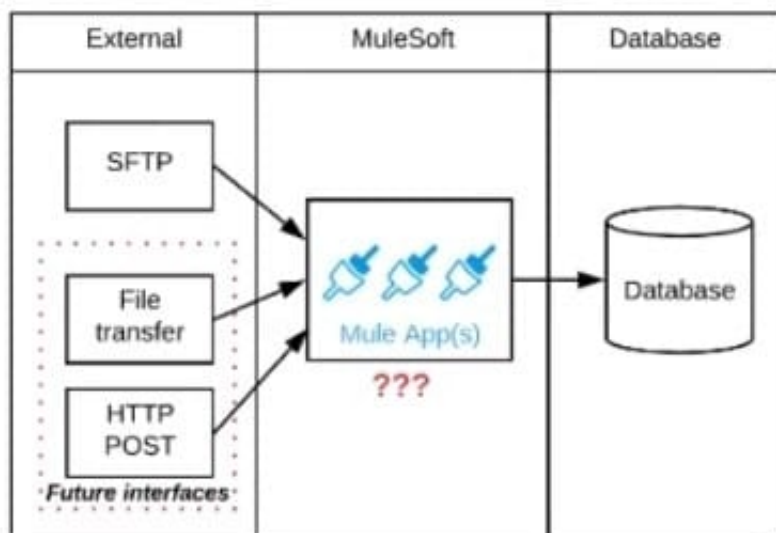 External
MuleSoft
Database
SFTP
File
transfer
HTTP
POST
Future interfaces
Mule App(s)
???
Database